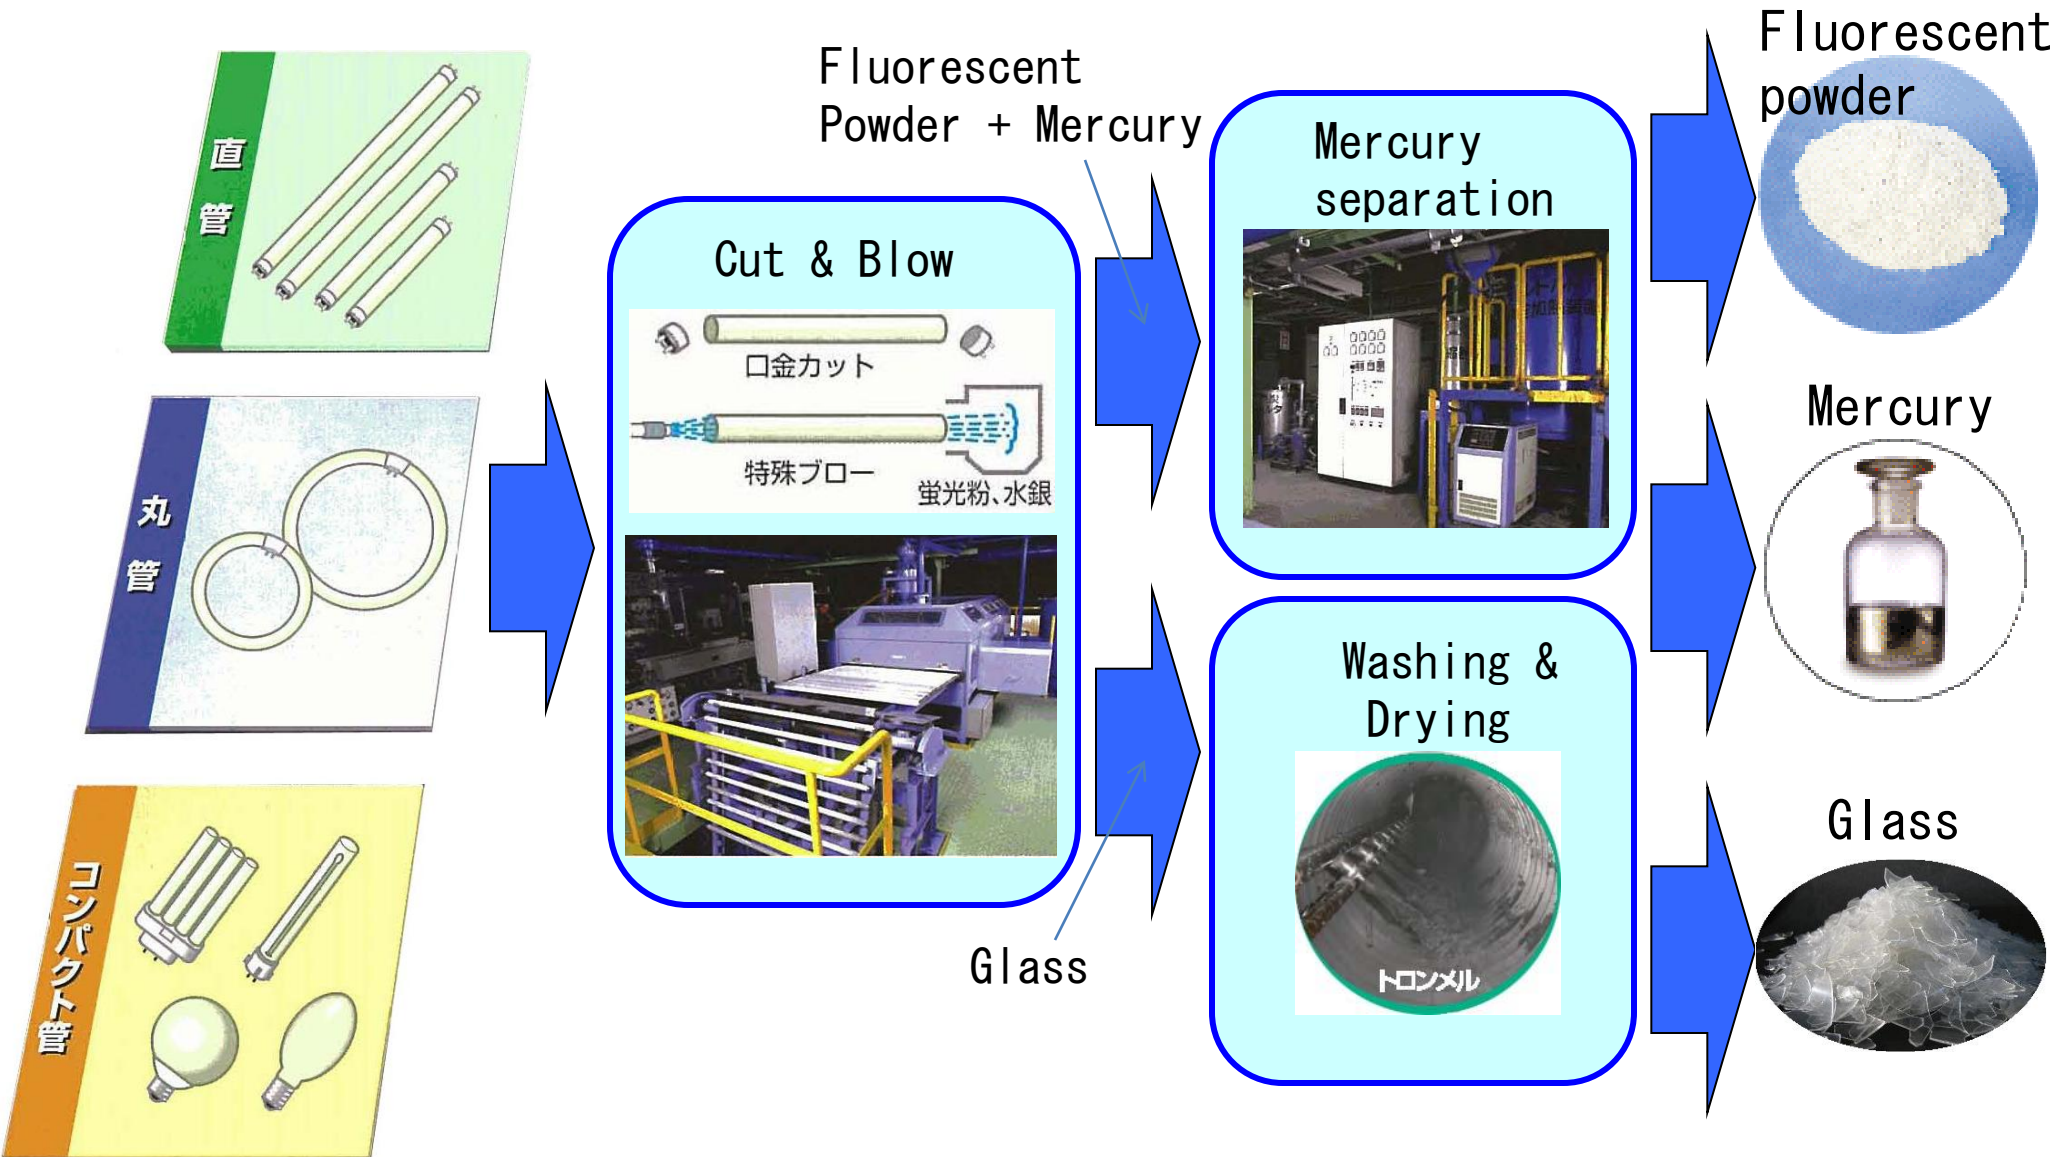 直管
丸管
コンパクト管
Cut & Blow
口金カット
特殊ブロー
蛍光粉、水銀
Fluorescent
Powder + Mercury
Glass
Mercury
separation
Washing &
Drying
トロンメル
Fluorescent
powder
Mercury
Glass